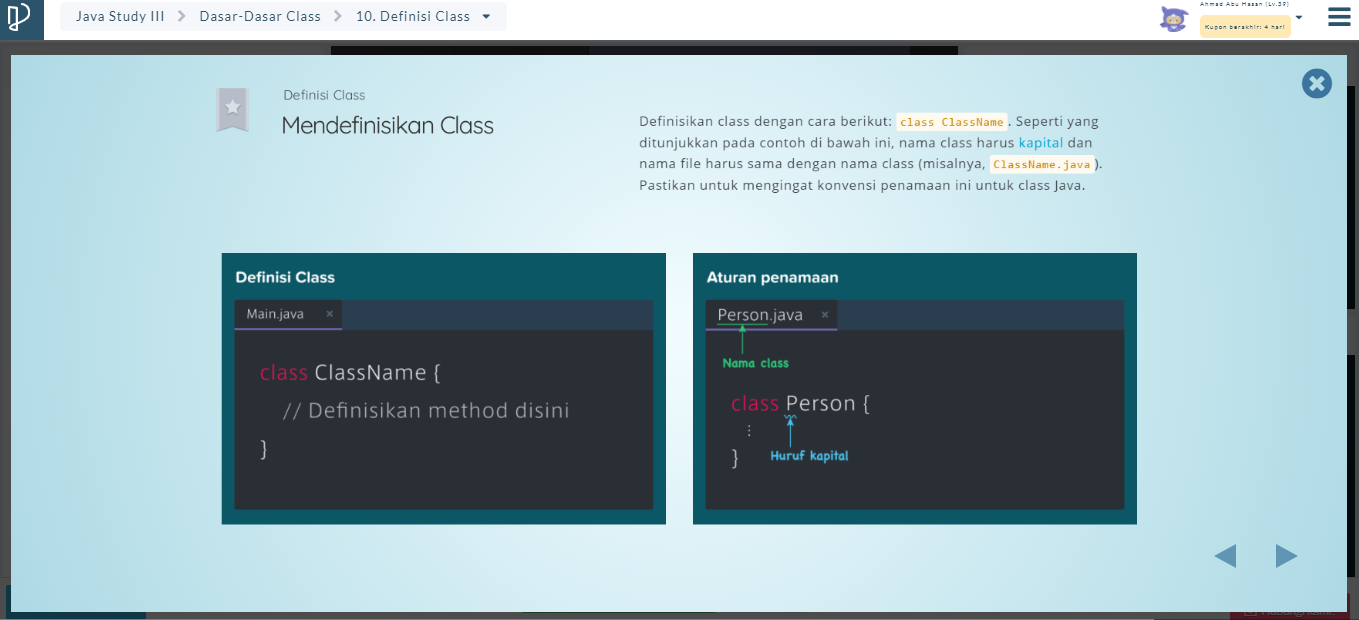 Java Study III > Dasar-Dasar Class > 10. Definisi Class
Ahmad Abu Hasan (Lv.39)
Kupon berakhir: 4 hari
Definisi Class
Mendefinisikan Class
Definisikan class dengan cara berikut: class ClassName. Seperti yang
ditunjukkan pada contoh di bawah ini, nama class harus kapital dan
nama file harus sama dengan nama class (misalnya, ClassName.java).
Pastikan untuk mengingat konvensi penamaan ini untuk class Java.
Definisi Class
Main.java ×
class ClassName {
// Definisikan method disini
}
Aturan penamaan
Person.java ×
Nama class
class Person {
⋮
}
Huruf kapital